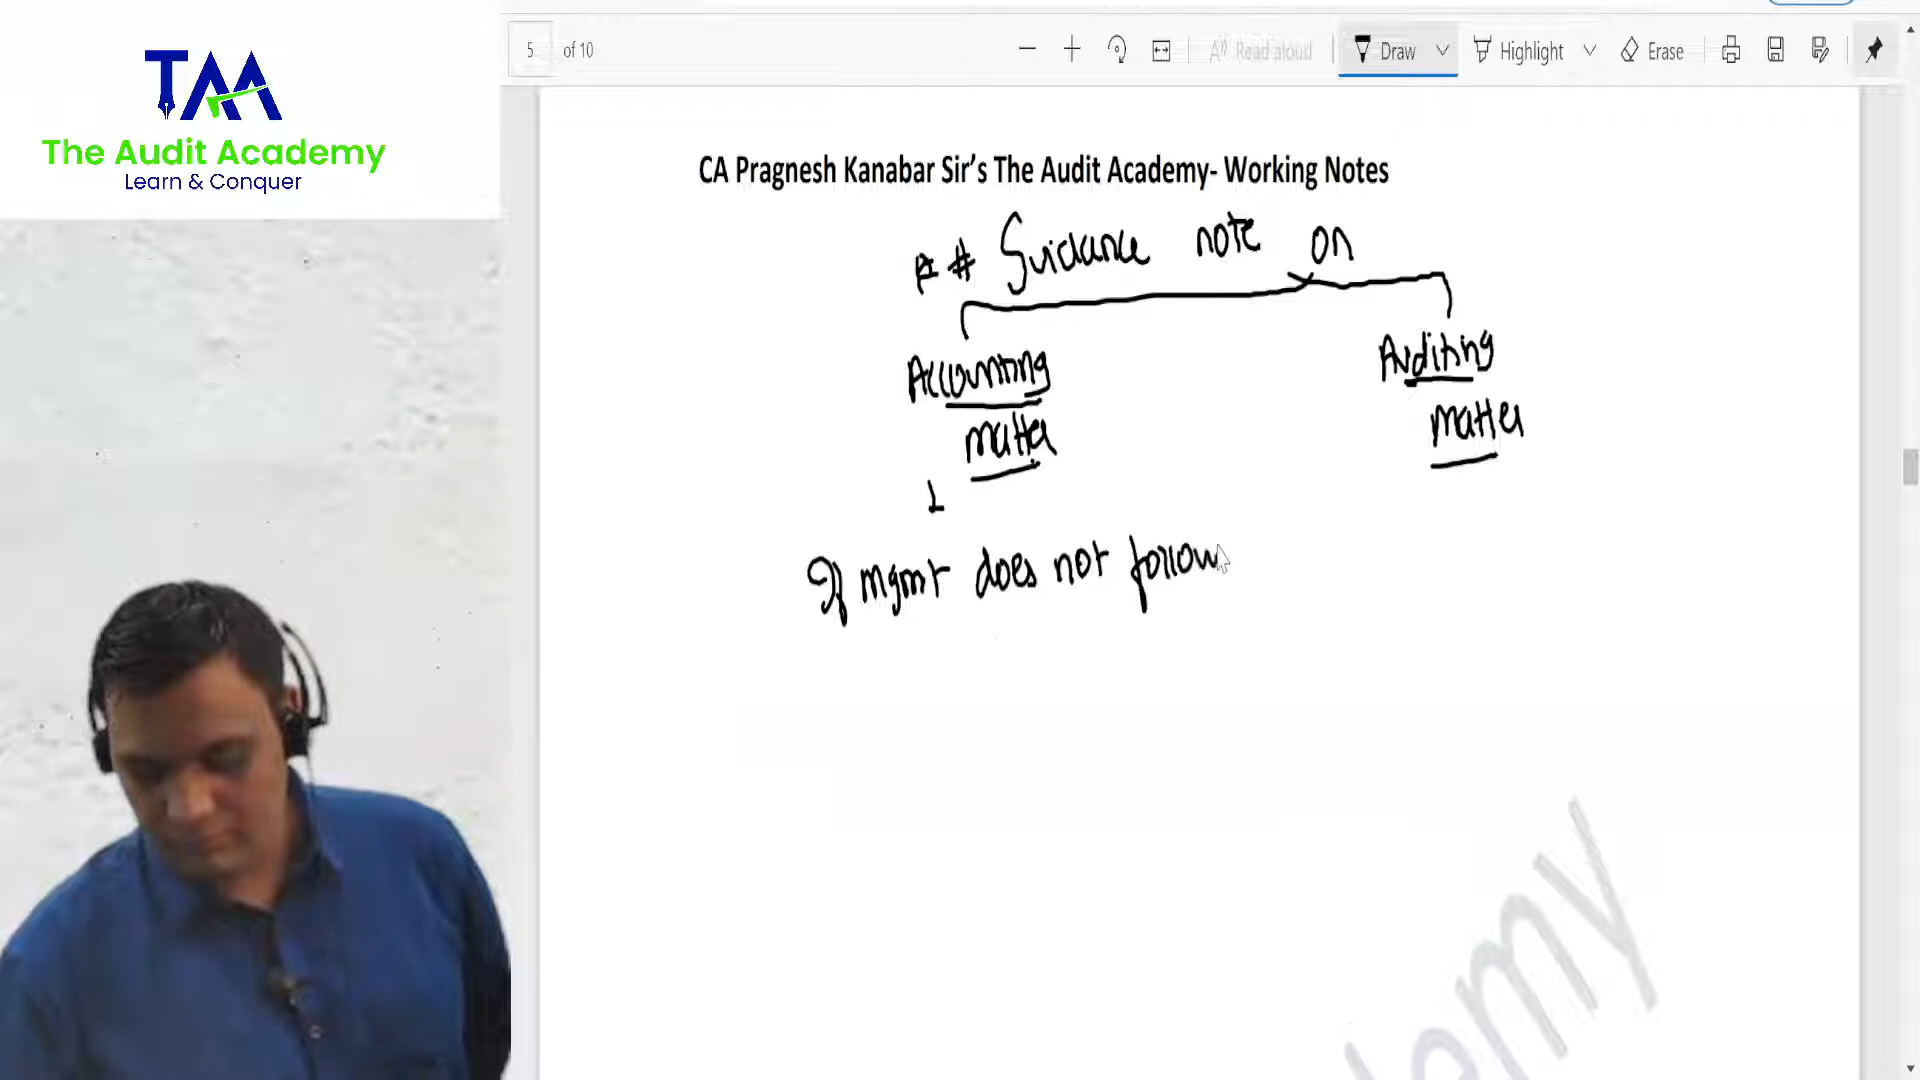 TAA
The Audit Academy
Learn & Conquer
5 of 10
Read aloud
Draw
Highlight
Erase
CA Pragnesh Kanabar Sir's The Audit Academy- Working Notes
# Guidance note on
Accounting
matter
Auditing
matter
If mgmt does not follow
demy